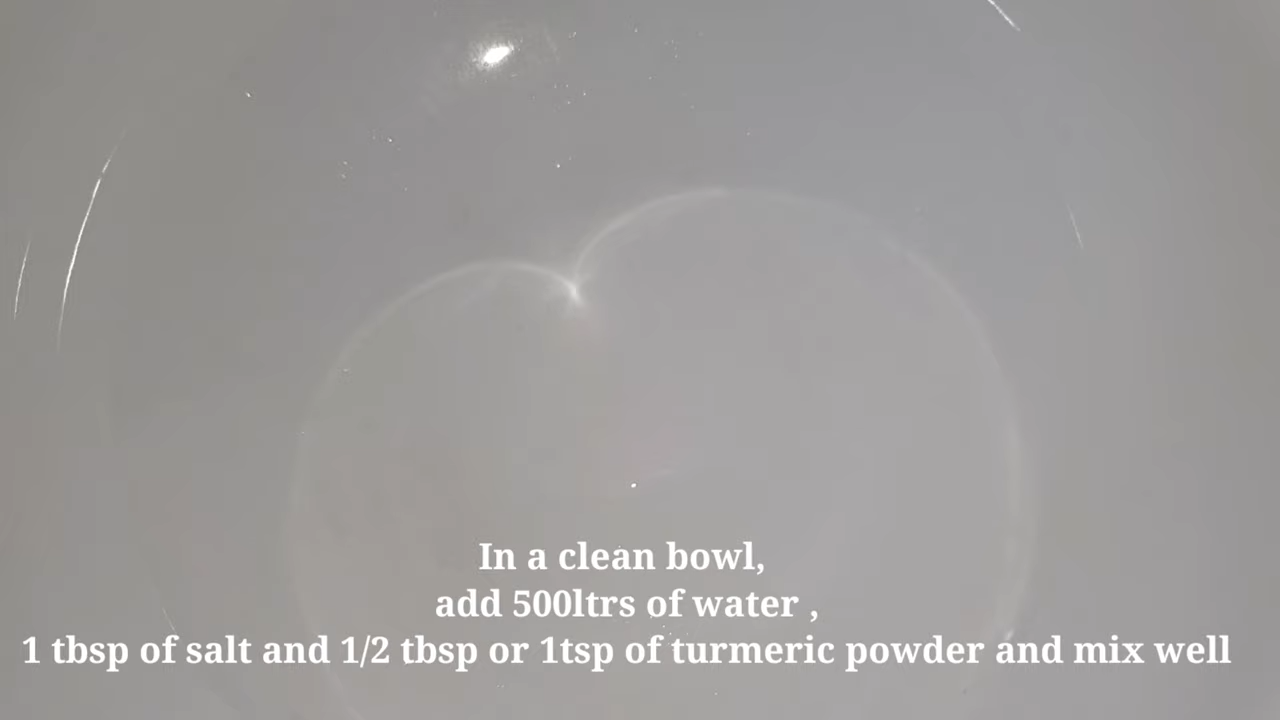 In a clean bowl,
add 500ltrs of water ,
1 tbsp of salt and 1/2 tbsp or 1tsp of turmeric powder and mix well